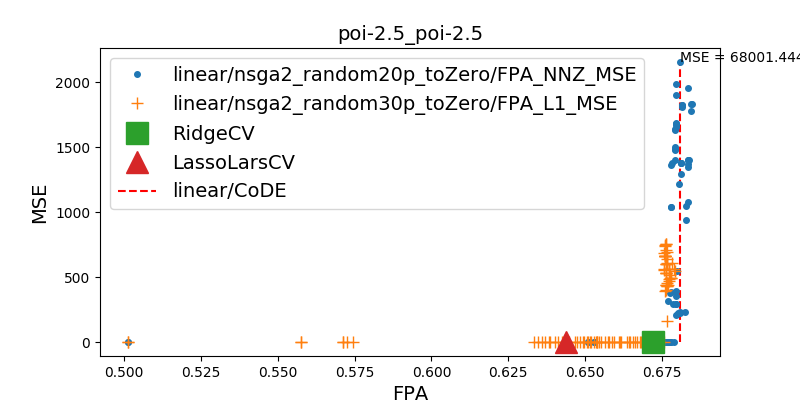 poi-2.5_poi-2.5
MSE = 68001.444
linear/nsga2_random20p_toZero/FPA_NNZ_MSE
linear/nsga2_random30p_toZero/FPA_L1_MSE
RidgeCV
LassoLarsCV
linear/CoDE
MSE
2000
1500
1000
500
0
0.500 0.525 0.550 0.575 0.600 0.625 0.650 0.675
FPA